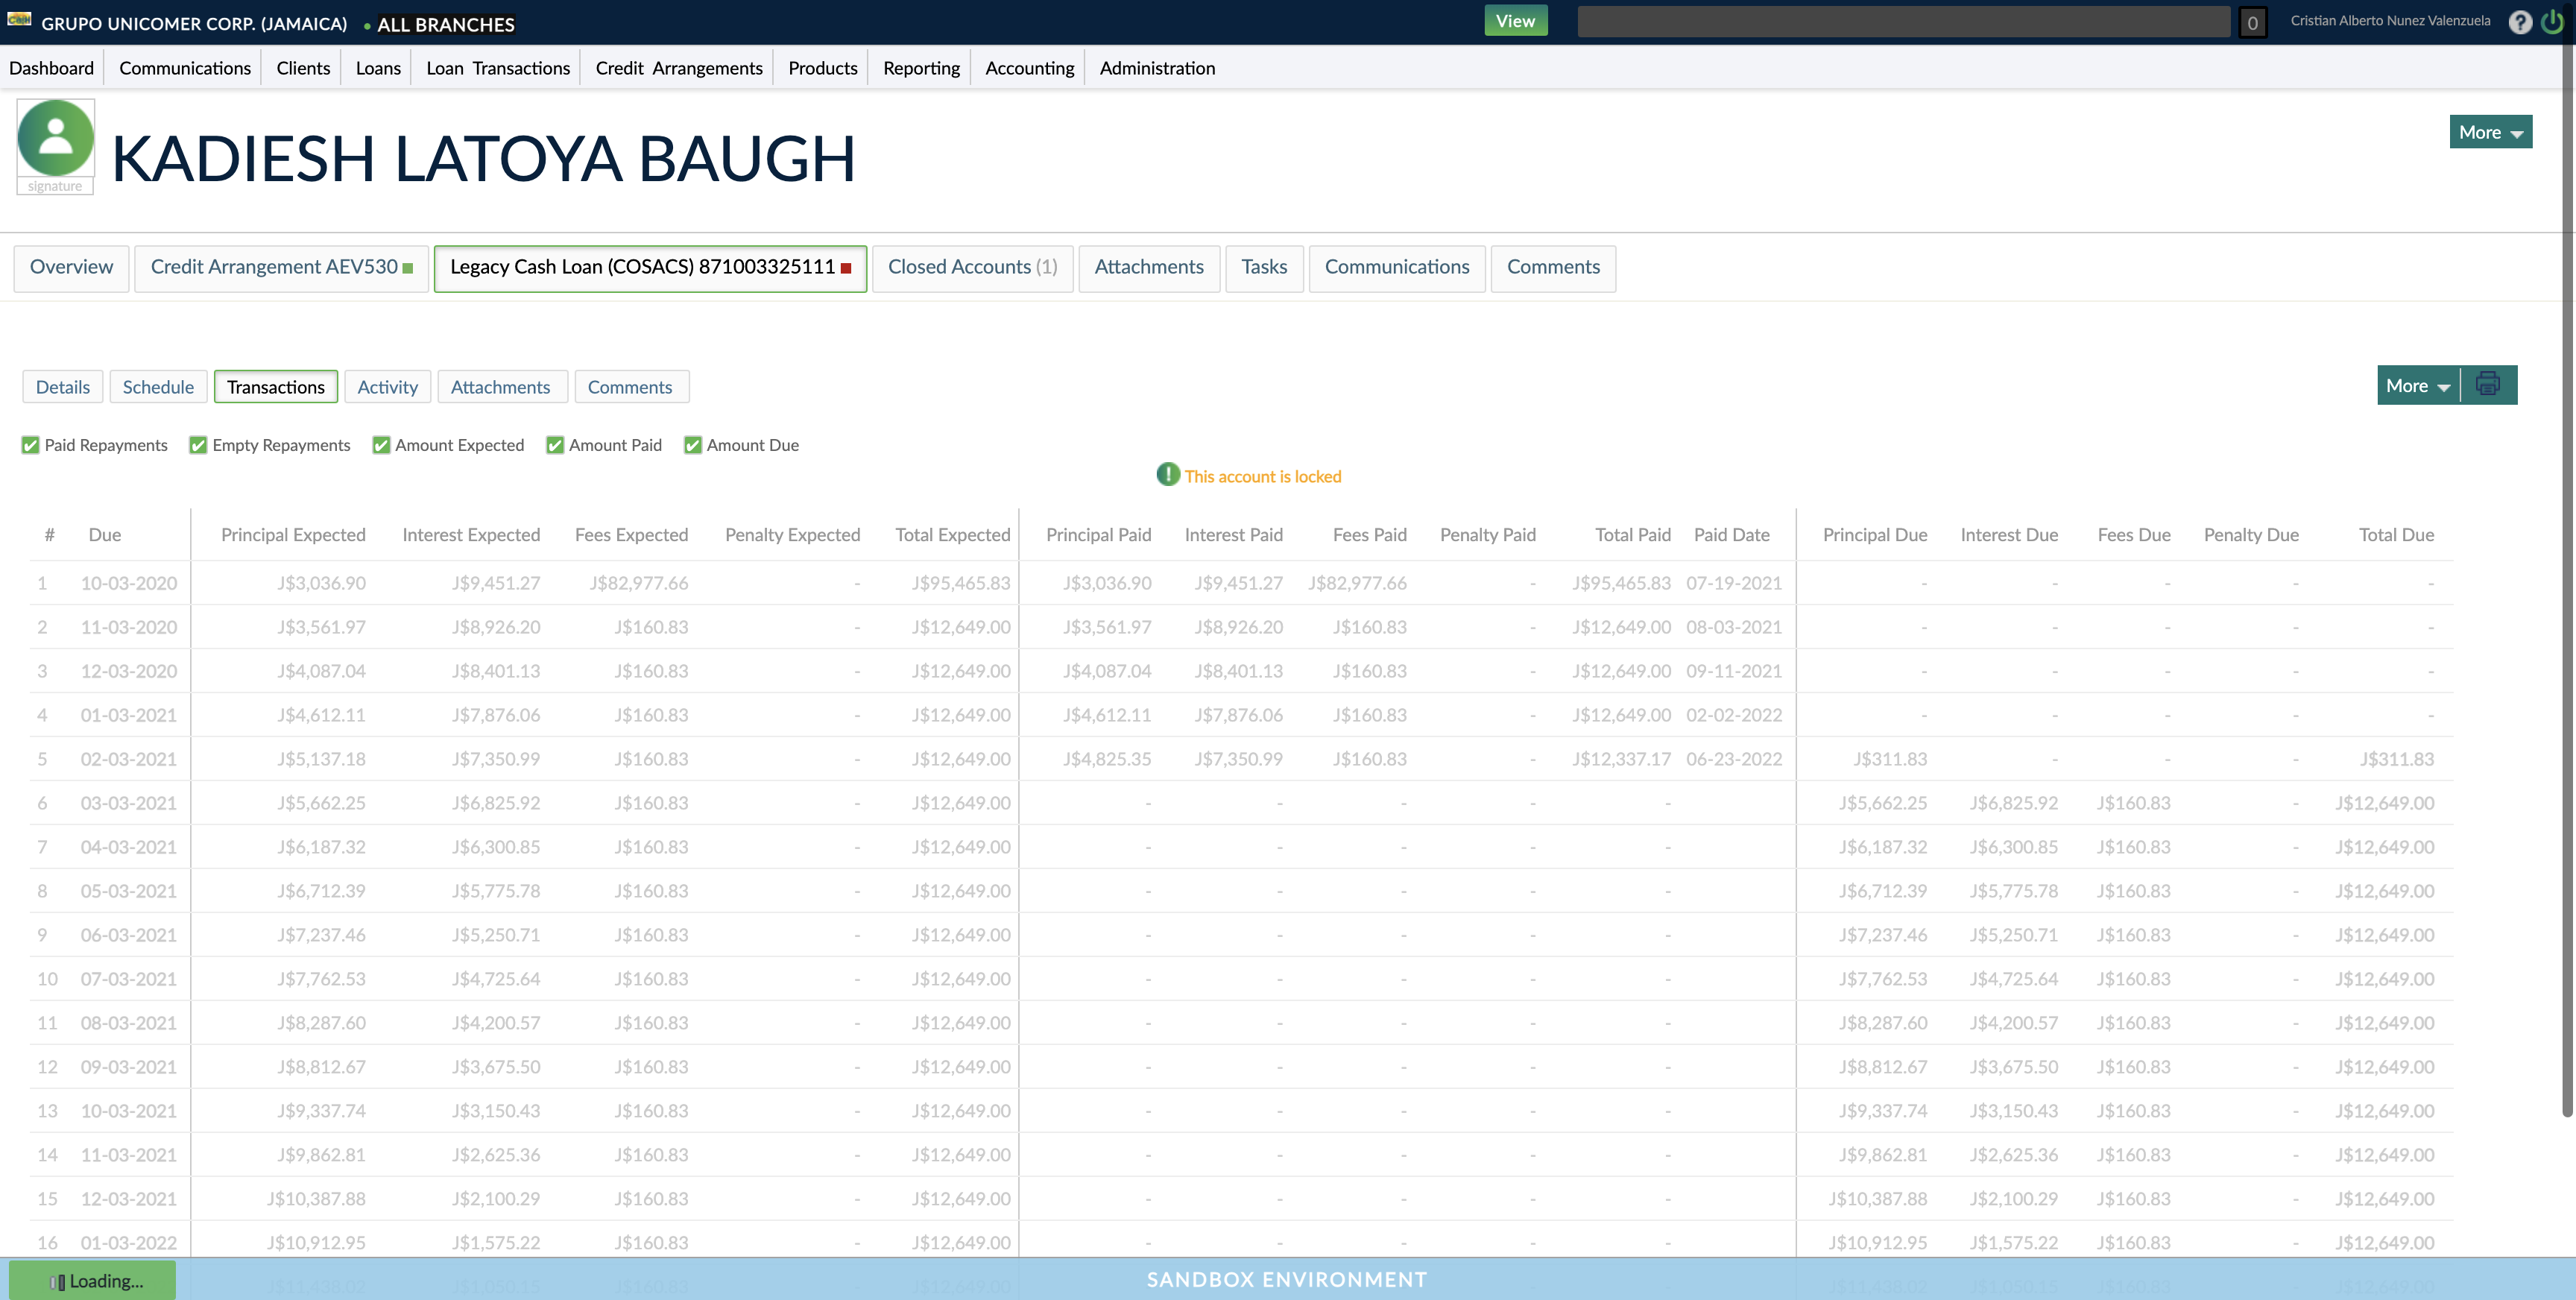 GRUPO UNICOMER CORP. (JAMAICA) • ALL BRANCHES View 0 Cristian Alberto Nunez Valenzuela ?
Dashboard Communications Clients Loans Loan Transactions Credit Arrangements Products Reporting Accounting Administration
signature
KADIESH LATOYA BAUGH
More
Overview Credit Arrangement AEV530 Legacy Cash Loan (COSACS) 871003325111 Closed Accounts (1) Attachments Tasks Communications Comments
Details Schedule Transactions Activity Attachments Comments More
Paid Repayments Empty Repayments Amount Expected Amount Paid Amount Due
This account is locked
# Due Principal Expected Interest Expected Fees Expected Penalty Expected Total Expected Principal Paid Interest Paid Fees Paid Penalty Paid Total Paid Paid Date Principal Due Interest Due Fees Due Penalty Due Total Due
1 10-03-2020 J$3,036.90 J$9,451.27 J$82,977.66 - J$95,465.83 J$3,036.90 J$9,451.27 J$82,977.66 - J$95,465.83 07-19-2021 - - - - -
2 11-03-2020 J$3,561.97 J$8,926.20 J$160.83 - J$12,649.00 J$3,561.97 J$8,926.20 J$160.83 - J$12,649.00 08-03-2021 - - - - -
3 12-03-2020 J$4,087.04 J$8,401.13 J$160.83 - J$12,649.00 J$4,087.04 J$8,401.13 J$160.83 - J$12,649.00 09-11-2021 - - - - -
4 01-03-2021 J$4,612.11 J$7,876.06 J$160.83 - J$12,649.00 J$4,612.11 J$7,876.06 J$160.83 - J$12,649.00 02-02-2022 - - - - -
5 02-03-2021 J$5,137.18 J$7,350.99 J$160.83 - J$12,649.00 J$4,825.35 J$7,350.99 J$160.83 - J$12,337.17 06-23-2022 J$311.83 - - - J$311.83
6 03-03-2021 J$5,662.25 J$6,825.92 J$160.83 - J$12,649.00 - - - - - J$5,662.25 J$6,825.92 J$160.83 - J$12,649.00
7 04-03-2021 J$6,187.32 J$6,300.85 J$160.83 - J$12,649.00 - - - - - J$6,187.32 J$6,300.85 J$160.83 - J$12,649.00
8 05-03-2021 J$6,712.39 J$5,775.78 J$160.83 - J$12,649.00 - - - - - J$6,712.39 J$5,775.78 J$160.83 - J$12,649.00
9 06-03-2021 J$7,237.46 J$5,250.71 J$160.83 - J$12,649.00 - - - - - J$7,237.46 J$5,250.71 J$160.83 - J$12,649.00
10 07-03-2021 J$7,762.53 J$4,725.64 J$160.83 - J$12,649.00 - - - - - J$7,762.53 J$4,725.64 J$160.83 - J$12,649.00
11 08-03-2021 J$8,287.60 J$4,200.57 J$160.83 - J$12,649.00 - - - - - J$8,287.60 J$4,200.57 J$160.83 - J$12,649.00
12 09-03-2021 J$8,812.67 J$3,675.50 J$160.83 - J$12,649.00 - - - - - J$8,812.67 J$3,675.50 J$160.83 - J$12,649.00
13 10-03-2021 J$9,337.74 J$3,150.43 J$160.83 - J$12,649.00 - - - - - J$9,337.74 J$3,150.43 J$160.83 - J$12,649.00
14 11-03-2021 J$9,862.81 J$2,625.36 J$160.83 - J$12,649.00 - - - - - J$9,862.81 J$2,625.36 J$160.83 - J$12,649.00
15 12-03-2021 J$10,387.88 J$2,100.29 J$160.83 - J$12,649.00 - - - - - J$10,387.88 J$2,100.29 J$160.83 - J$12,649.00
16 01-03-2022 J$10,912.95 J$1,575.22 J$160.83 - J$12,649.00 - - - - - J$10,912.95 J$1,575.22 J$160.83 - J$12,649.00
J$11,438.02 J$1,050.15 J$160.83 J$12,649.00 J$11,438.02 J$1,050.15 J$160.83 J$12,649.00
Loading... SANDBOX ENVIRONMENT